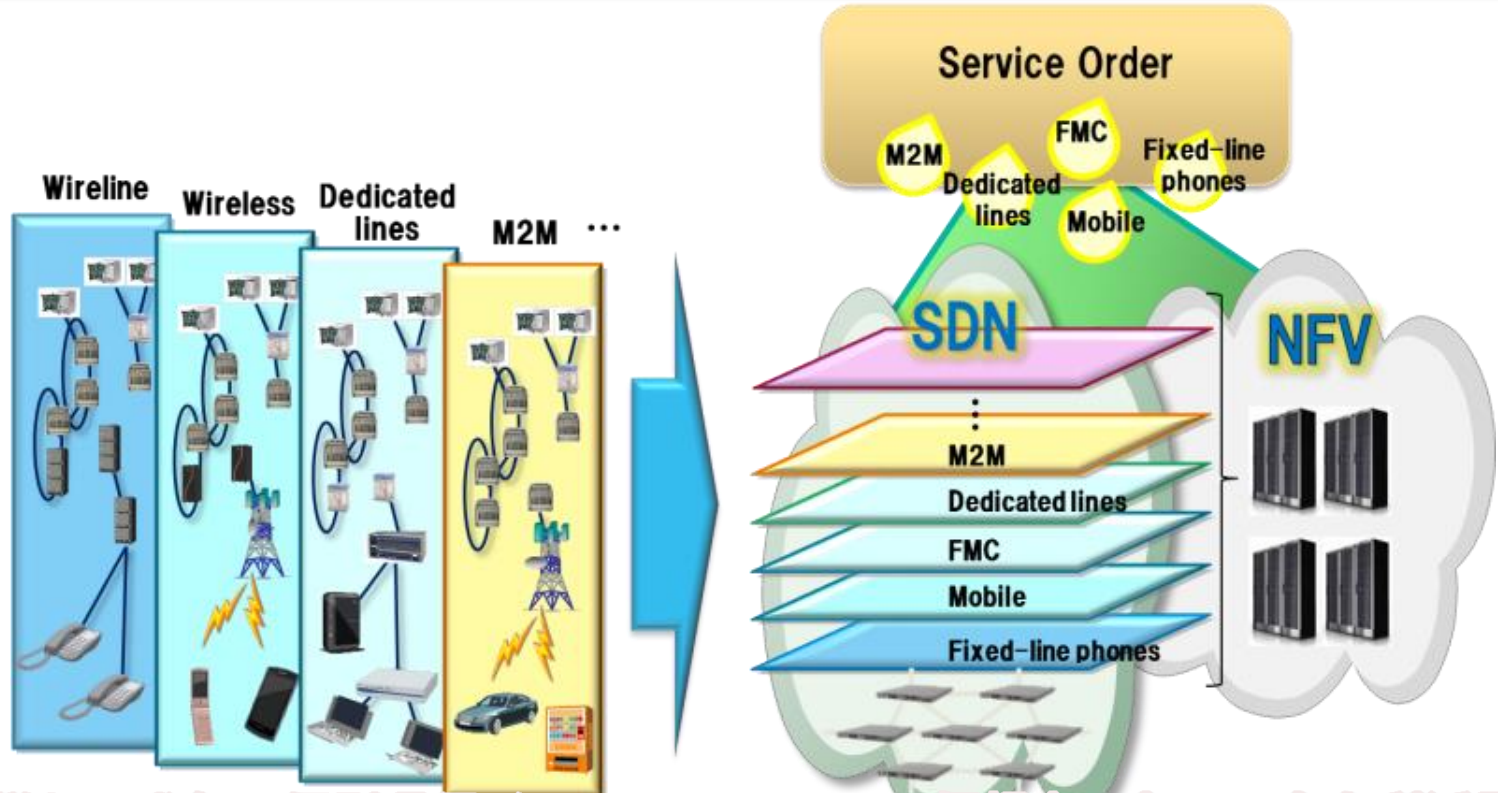 Service Order
M2M
Dedicated
lines
FMC
Mobile
Fixed-line
phones
Wireline
Wireless
Dedicated
lines
M2M
...
SDN
NFV
M2M
Dedicated lines
FMC
Mobile
Fixed-line phones